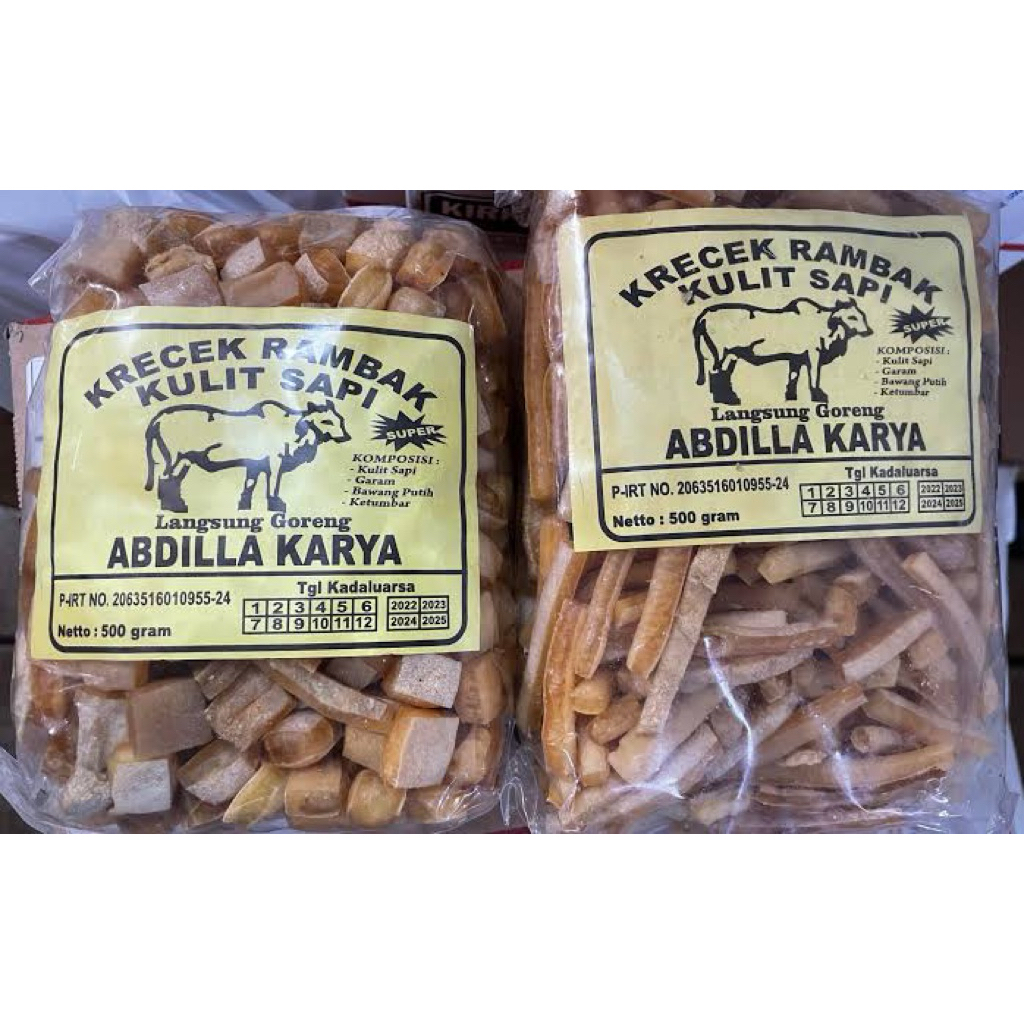 KIRK
KRECEK RAMBAK
KULIT SAPI
SUPER
KOMPOSISI :
- Kulit Sapi
- Garam
- Bawang Putih
- Ketumbar
Langsung Goreng
ABDILLA KARYA
P-IRT NO. 2063516010955-24
Netto : 500 gram
Tgl Kadaluarsa
1 2 3 4 5 6 2022 2023
7 8 9 10 11 12 2024 2025
KRECEK RAMBAK
KULIT SAPI
SUPER
KOMPOSISI :
- Kulit Sapi
- Garam
- Bawang Putih
- Ketumbar
Langsung Goreng
ABDILLA KARYA
P-IRT NO. 2063516010955-24
Netto : 500 gram
Tgl Kadaluarsa
1 2 3 4 5 6 2022 2023
7 8 9 10 11 12 2024 2025